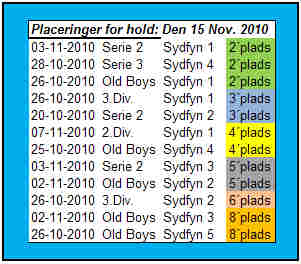 Placeringer for hold: Den 15 Nov. 2010
03-11-2010 Serie 2 Sydfyn 1 2´plads
28-10-2010 Serie 3 Sydfyn 4 2´plads
26-10-2010 Old Boys Sydfyn 1 2´plads
26-10-2010 3.Div. Sydfyn 1 3´plads
20-10-2010 Serie 2 Sydfyn 2 3´plads
07-11-2010 2.Div. Sydfyn 1 4´plads
25-10-2010 Old Boys Sydfyn 4 4´plads
03-11-2010 Serie 2 Sydfyn 3 5´plads
02-11-2010 Old Boys Sydfyn 2 5´plads
26-10-2010 3.Div. Sydfyn 2 6´plads
02-11-2010 Old Boys Sydfyn 3 8´plads
26-10-2010 Old Boys Sydfyn 5 8´plads